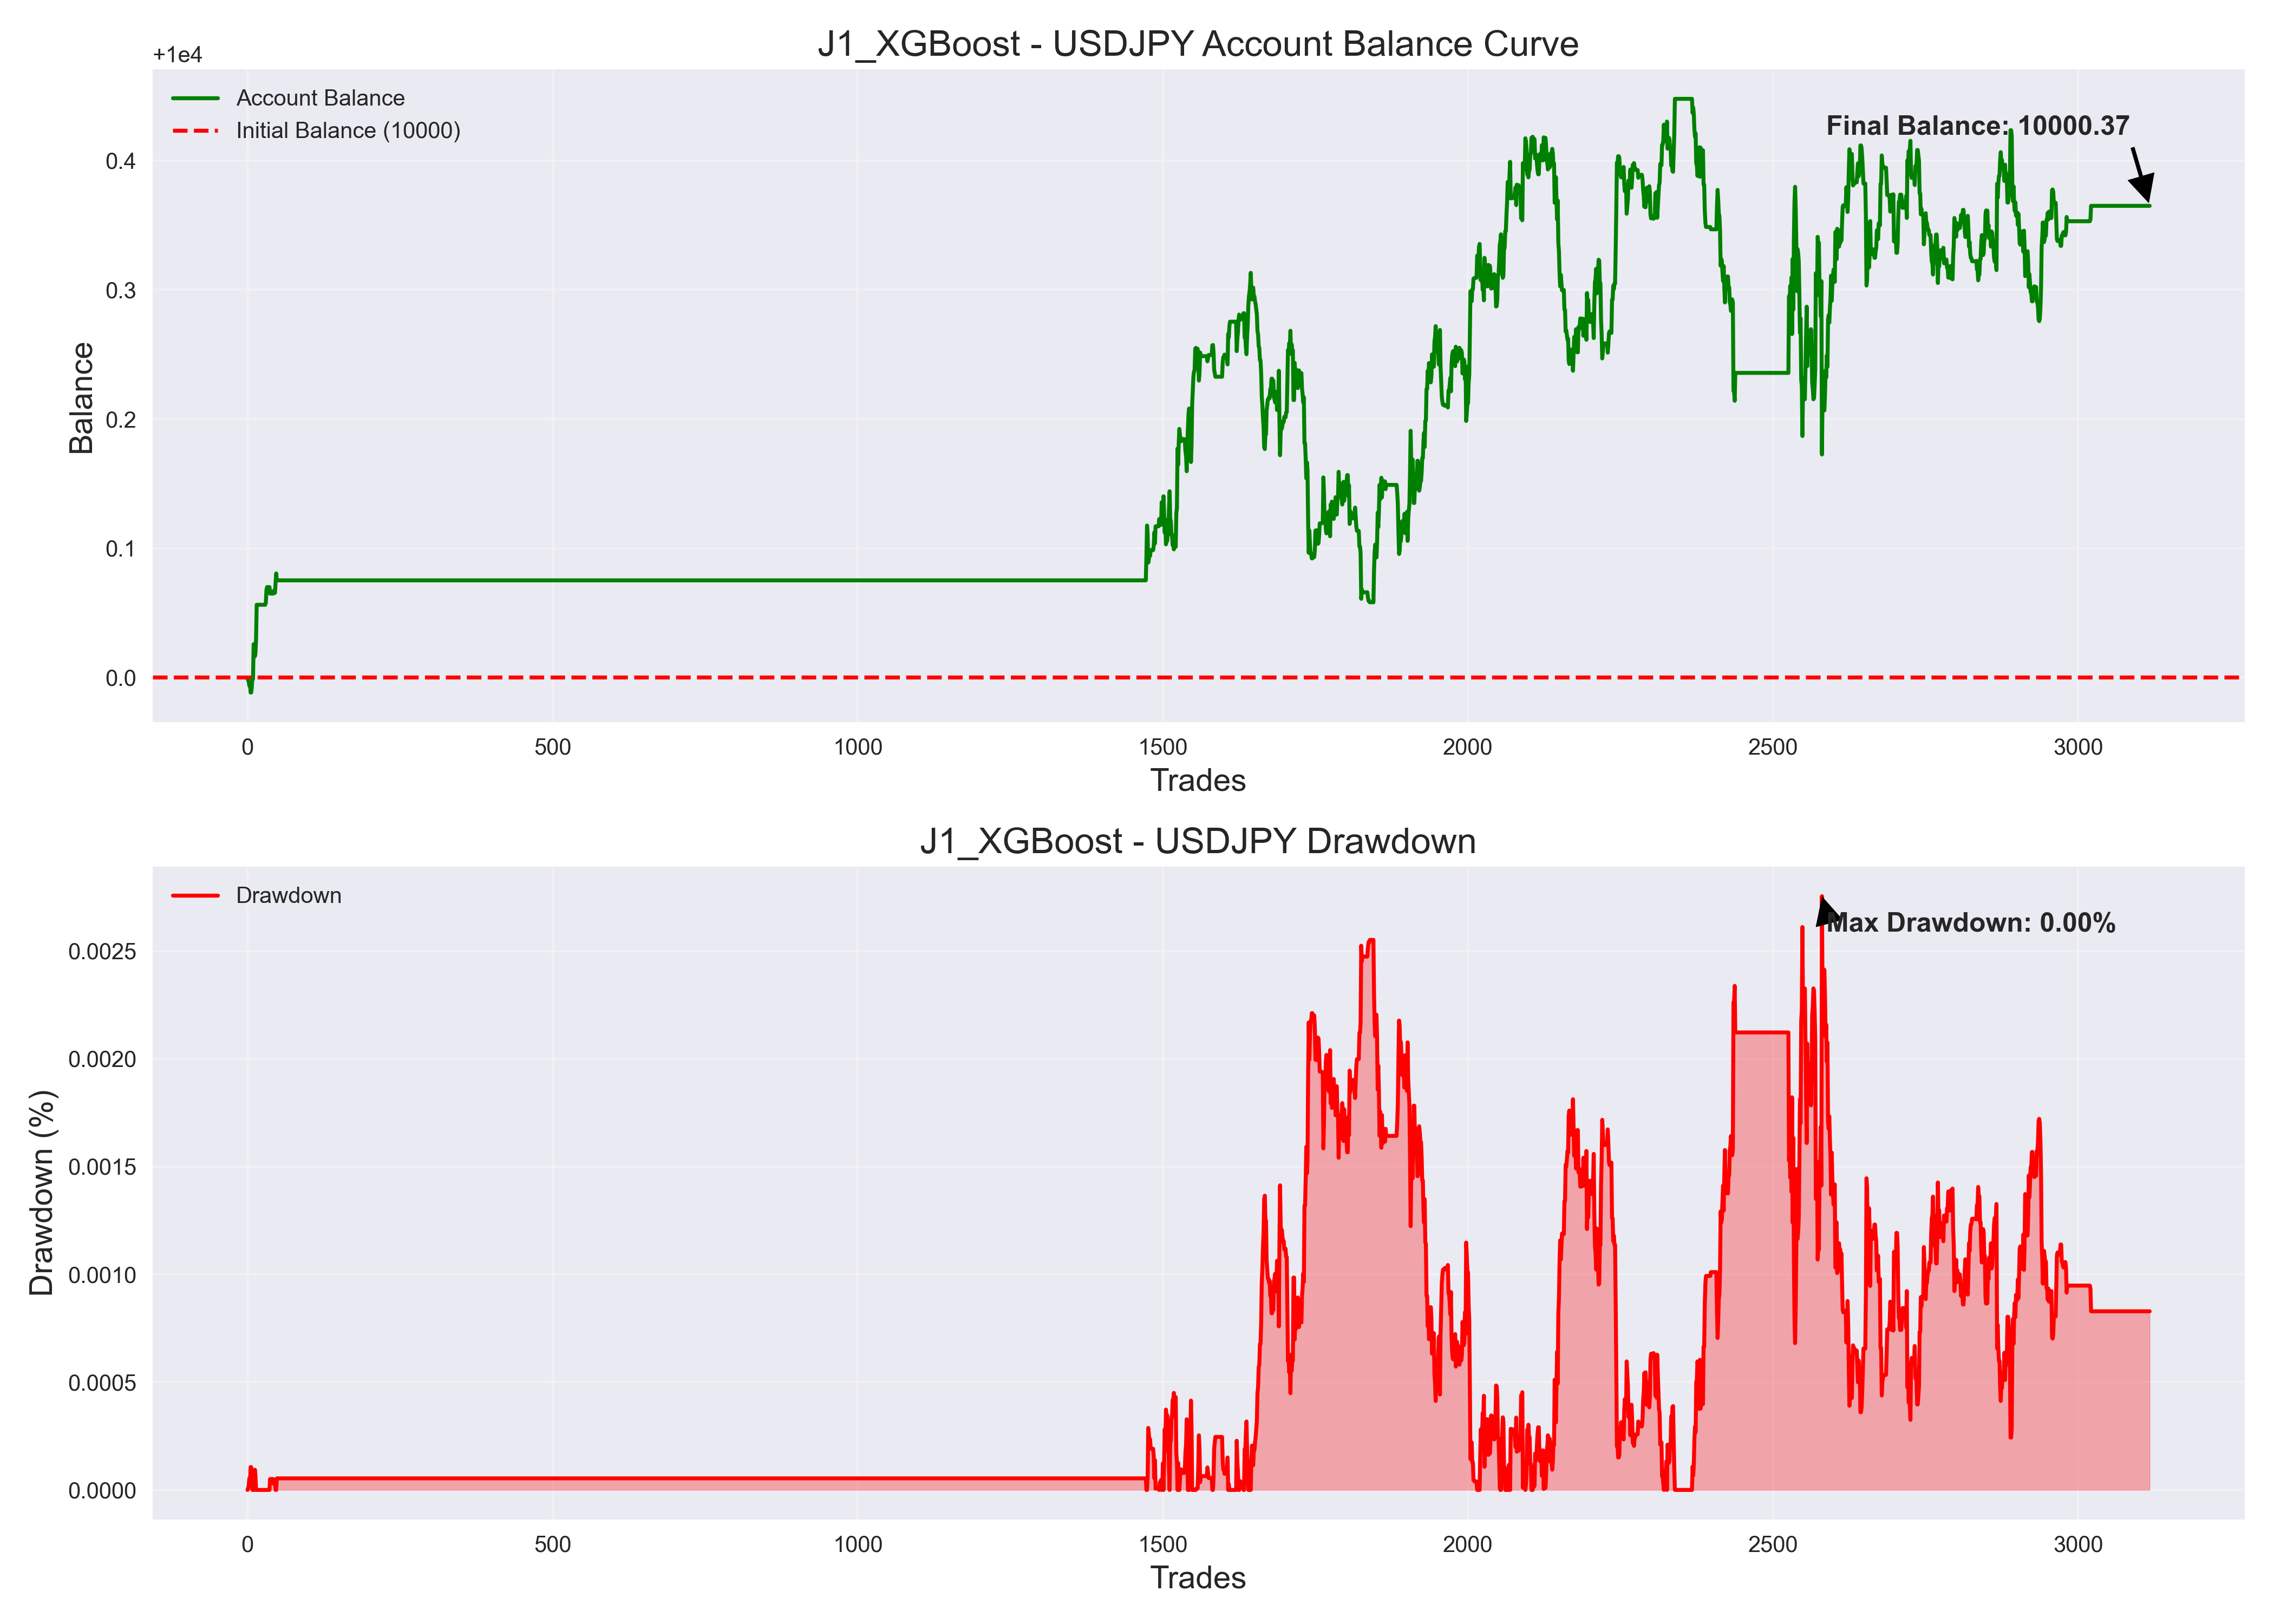 J1_XGBoost - USDJPY Account Balance Curve
+1e4
Account Balance
Initial Balance (10000)
Final Balance: 10000.37
0.4
0.3
0.2
0.1
0.0
Balance
0 500 1000 1500 2000 2500 3000
Trades
J1_XGBoost - USDJPY Drawdown
Drawdown
Max Drawdown: 0.00%
0.0025
0.0020
0.0015
0.0010
0.0005
0.0000
Drawdown (%)
0 500 1000 1500 2000 2500 3000
Trades